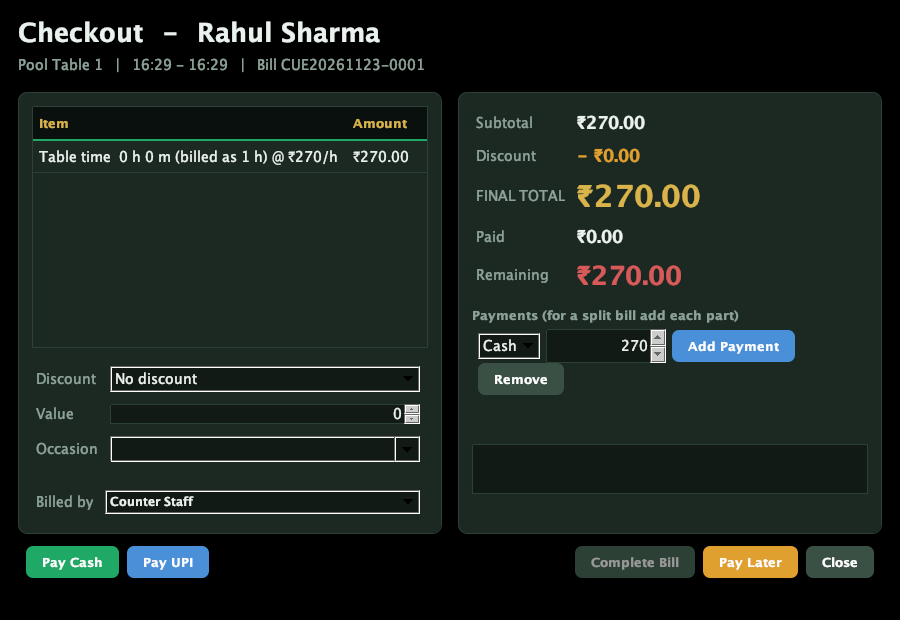 Checkout – Rahul Sharma
Pool Table 1 | 16:29 – 16:29 | Bill CUE20261123-0001
Item Amount
Table time 0 h 0 m (billed as 1 h) @ ₹270/h ₹270.00
Discount No discount
Value 0
Occasion
Billed by Counter Staff
Subtotal ₹270.00
Discount – ₹0.00
FINAL TOTAL ₹270.00
Paid ₹0.00
Remaining ₹270.00
Payments (for a split bill add each part)
Cash 270 Add Payment
Remove
Pay Cash Pay UPI Complete Bill Pay Later Close